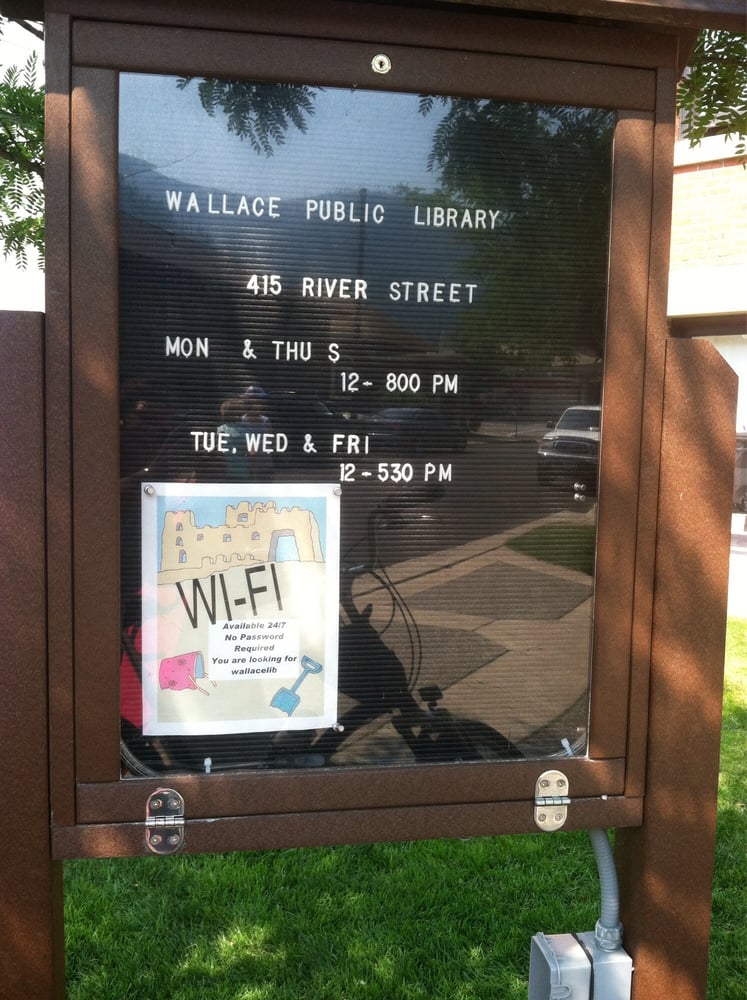 WALLACE PUBLIC LIBRARY
415 RIVER STREET
MON & THU $
12- 800 PM
TUE, WED & FRI
12-530 PM
WI-FI
Available 24/7
No Password
Required
You are looking for
wallacelib